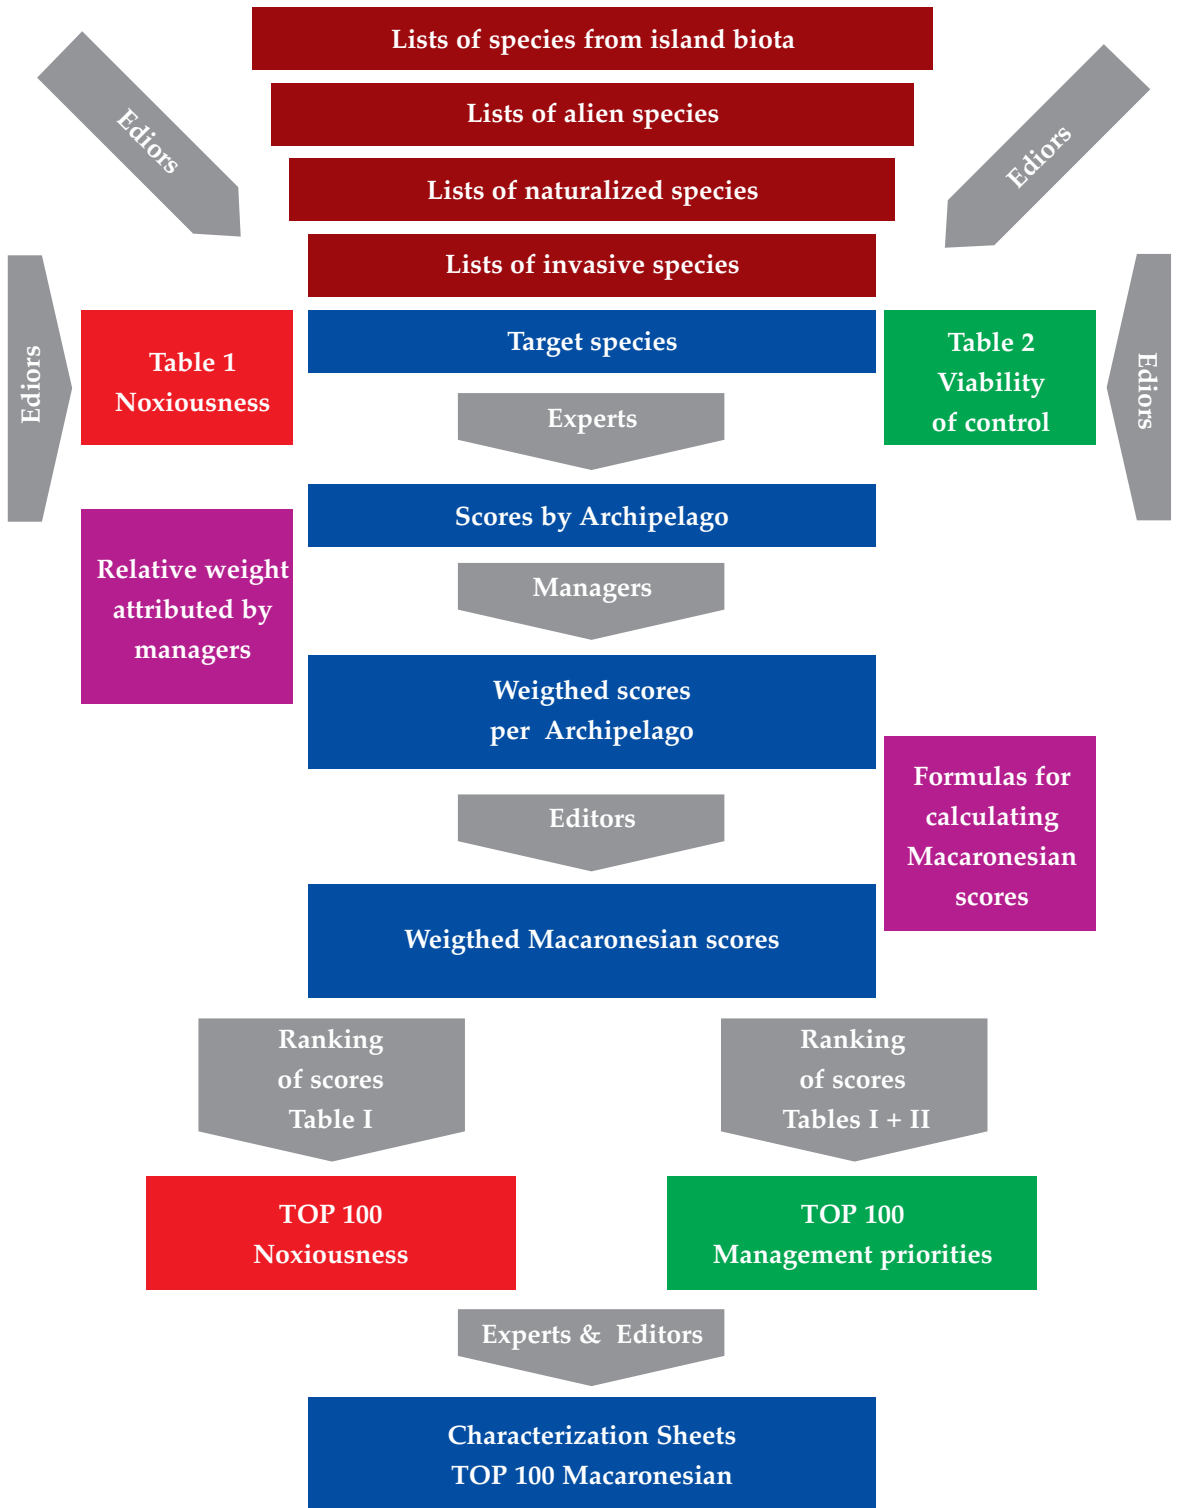 Lists of species from island biota
Ediors
Ediors
Lists of alien species
Lists of naturalized species
Lists of invasive species
Ediors
Table 1
Noxiousness
Target species
Table 2
Viability
of control
Ediors
Experts
Scores by Archipelago
Relative weight
attributed by
managers
Managers
Weigthed scores
per Archipelago
Formulas for
calculating
Macaronesian
scores
Editors
Weigthed Macaronesian scores
Ranking
of scores
Table I
Ranking
of scores
Tables I + II
TOP 100
Noxiousness
TOP 100
Management priorities
Experts & Editors
Characterization Sheets
TOP 100 Macaronesian